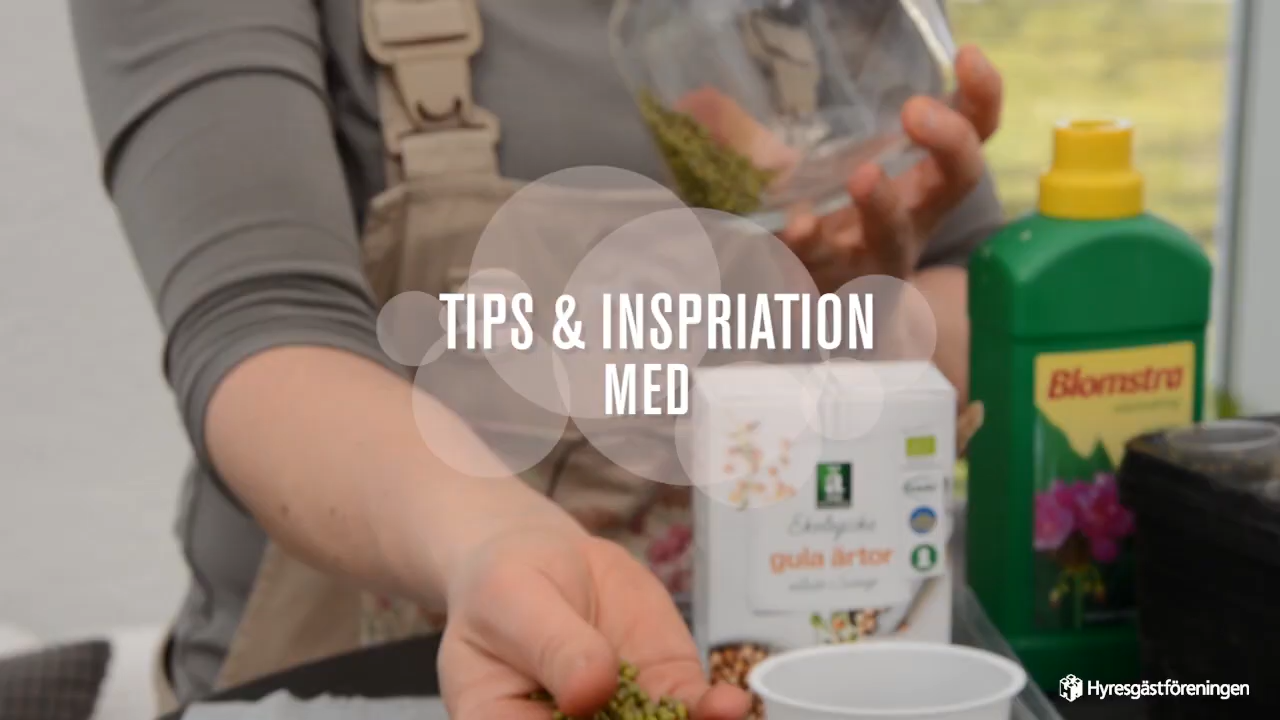 TIPS & INSPRIATION
MED
Blomstra
Ekologiska
gula ärtor
Hyresgästföreningen